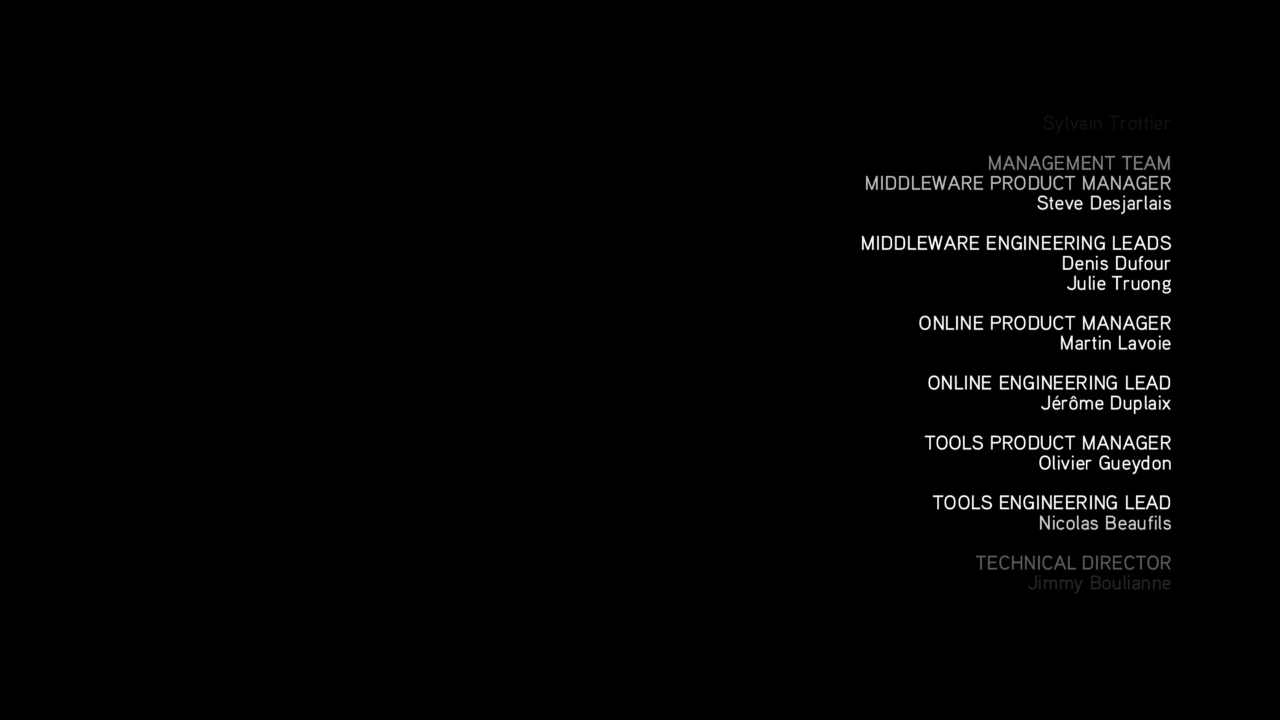 Sylvain Trottier
MANAGEMENT TEAM
MIDDLEWARE PRODUCT MANAGER
Steve Desjarlais
MIDDLEWARE ENGINEERING LEADS
Denis Dufour
Julie Truong
ONLINE PRODUCT MANAGER
Martin Lavoie
ONLINE ENGINEERING LEAD
Jérôme Duplaix
TOOLS PRODUCT MANAGER
Olivier Gueydon
TOOLS ENGINEERING LEAD
Nicolas Beaufils
TECHNICAL DIRECTOR
Jimmy Boulianne